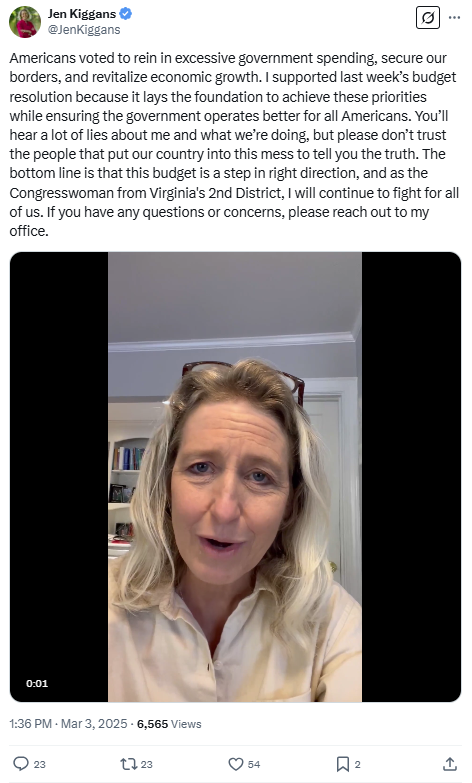 Jen Kiggans
@JenKiggans
Americans voted to rein in excessive government spending, secure our
borders, and revitalize economic growth. I supported last week’s budget
resolution because it lays the foundation to achieve these priorities
while ensuring the government operates better for all Americans. You’ll
hear a lot of lies about me and what we’re doing, but please don’t trust
the people that put our country into this mess to tell you the truth. The
bottom line is that this budget is a step in right direction, and as the
Congresswoman from Virginia's 2nd District, I will continue to fight for all
of us. If you have any questions or concerns, please reach out to my
office.
0:01
1:36 PM · Mar 3, 2025 · 6,565 Views
23 23 54 2